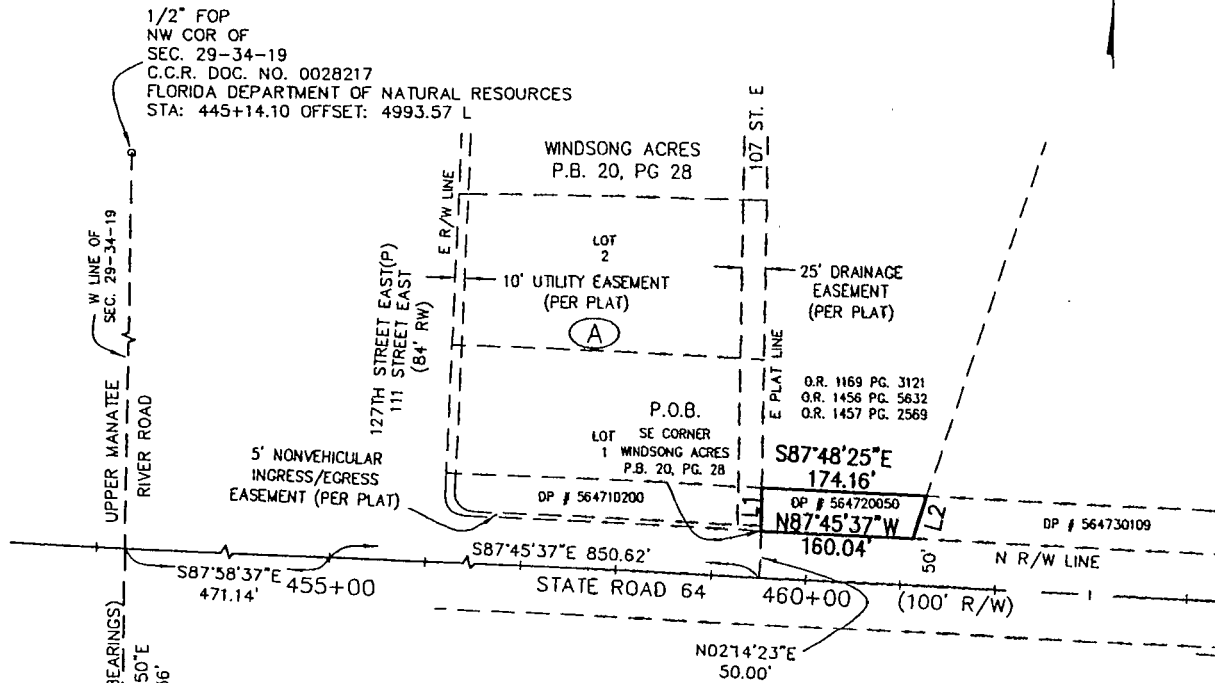 1/2" FOP
NW COR OF
SEC. 29-34-19
C.C.R. DOC. NO. 0028217
FLORIDA DEPARTMENT OF NATURAL RESOURCES
STA: 445+14.10 OFFSET: 4993.57 L
W LINE OF
SEC. 29-34-19
UPPER MANATEE
RIVER ROAD
127TH STREET EAST(P)
111 STREET EAST
(84' RW)
E R/W LINE
WINDSONG ACRES
P.B. 20, PG 28
107 ST. E
LOT
2
10' UTILITY EASEMENT
(PER PLAT)
A
25' DRAINAGE
EASEMENT
(PER PLAT)
E PLAT LINE
O.R. 1169 PG. 3121
O.R. 1456 PG. 5632
O.R. 1457 PG. 2569
P.O.B.
SE CORNER
WINDSONG ACRES
P.B. 20, PG. 28
LOT
1
5' NONVEHICULAR
INGRESS/EGRESS
EASEMENT (PER PLAT)
DP # 564710200
S87°48'25"E
174.16'
L1
DP # 564720050
L2
N87°45'37"W
160.04'
DP # 564730109
50'
N R/W LINE
S87°58'37"E
471.14'
455+00
S87°45'37"E 850.62'
STATE ROAD 64
460+00
(100' R/W)
N02°14'23"E
50.00'
BEARINGS)
50"E